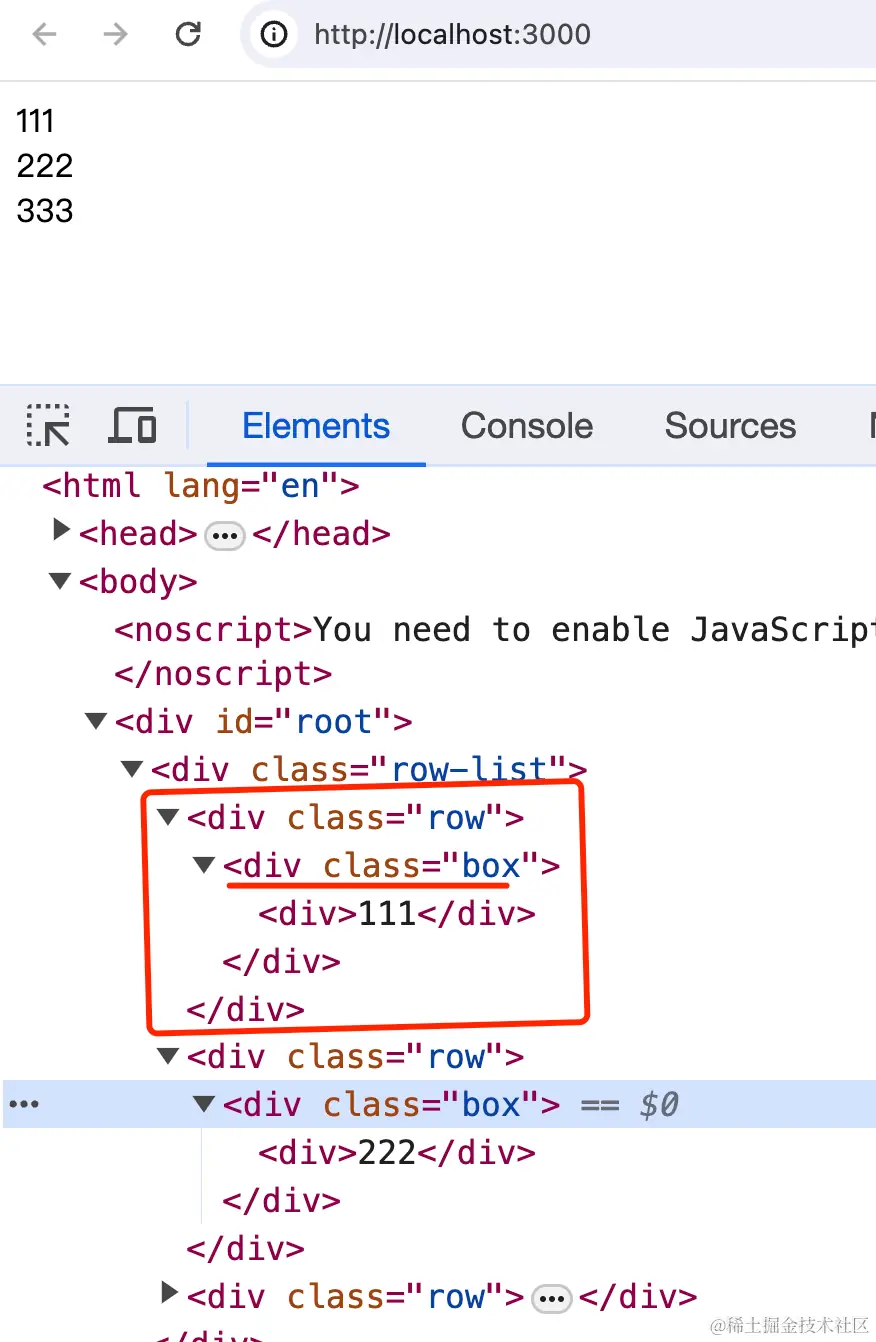 http://localhost:3000
111
222
333
Elements Console Sources
<html lang="en">
<head> ••• </head>
<body>
<noscript>You need to enable JavaScript
</noscript>
<div id="root">
<div class="row-list">
<div class="row">
<div class="box">
<div>111</div>
</div>
</div>
<div class="row">
••• <div class="box"> == $0
<div>222</div>
</div>
</div>
<div class="row"> ••• </div>
</div>
@稀土掘金技术社区